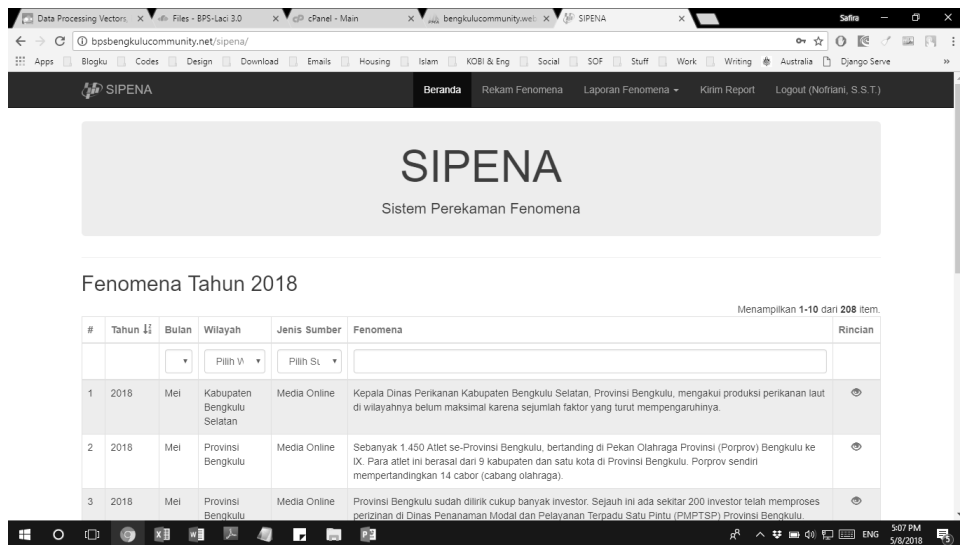 Data Processing Vectors,
Files - BPS-Laci 3.0
cPanel - Main
bengkulucommunity.web
SIPENA
Safira
bpsbengkulucommunity.net/sipena/
Apps Blogku Codes Design Download Emails Housing Islam KOBI & Eng Social SOF Stuff Work Writing Australia Django Serve
SIPENA Beranda Rekam Fenomena Laporan Fenomena Kirim Report Logout (Nofriani, S.S.T.)
SIPENA
Sistem Perekaman Fenomena
Fenomena Tahun 2018
Menampilkan 1-10 dari 208 item.
# Tahun Bulan Wilayah Jenis Sumber Fenomena Rincian
Pilih W Pilih Su
1 2018 Mei Kabupaten Bengkulu Selatan Media Online Kepala Dinas Perikanan Kabupaten Bengkulu Selatan, Provinsi Bengkulu, mengakui produksi perikanan laut
di wilayahnya belum maksimal karena sejumlah faktor yang turut mempengaruhinya.
2 2018 Mei Provinsi Bengkulu Media Online Sebanyak 1.450 Atlet se-Provinsi Bengkulu, bertanding di Pekan Olahraga Provinsi (Porprov) Bengkulu ke
IX. Para atlet ini berasal dari 9 kabupaten dan satu kota di Provinsi Bengkulu. Porprov sendiri
mempertandingkan 14 cabor (cabang olahraga).
3 2018 Mei Provinsi Bengkulu Media Online Provinsi Bengkulu sudah dilirik cukup banyak investor. Sejauh ini ada sekitar 200 investor telah memproses
perizinan di Dinas Penanaman Modal dan Pelayanan Terpadu Satu Pintu (PMPTSP) Provinsi Bengkulu.
ENG 5:07 PM
5/8/2018